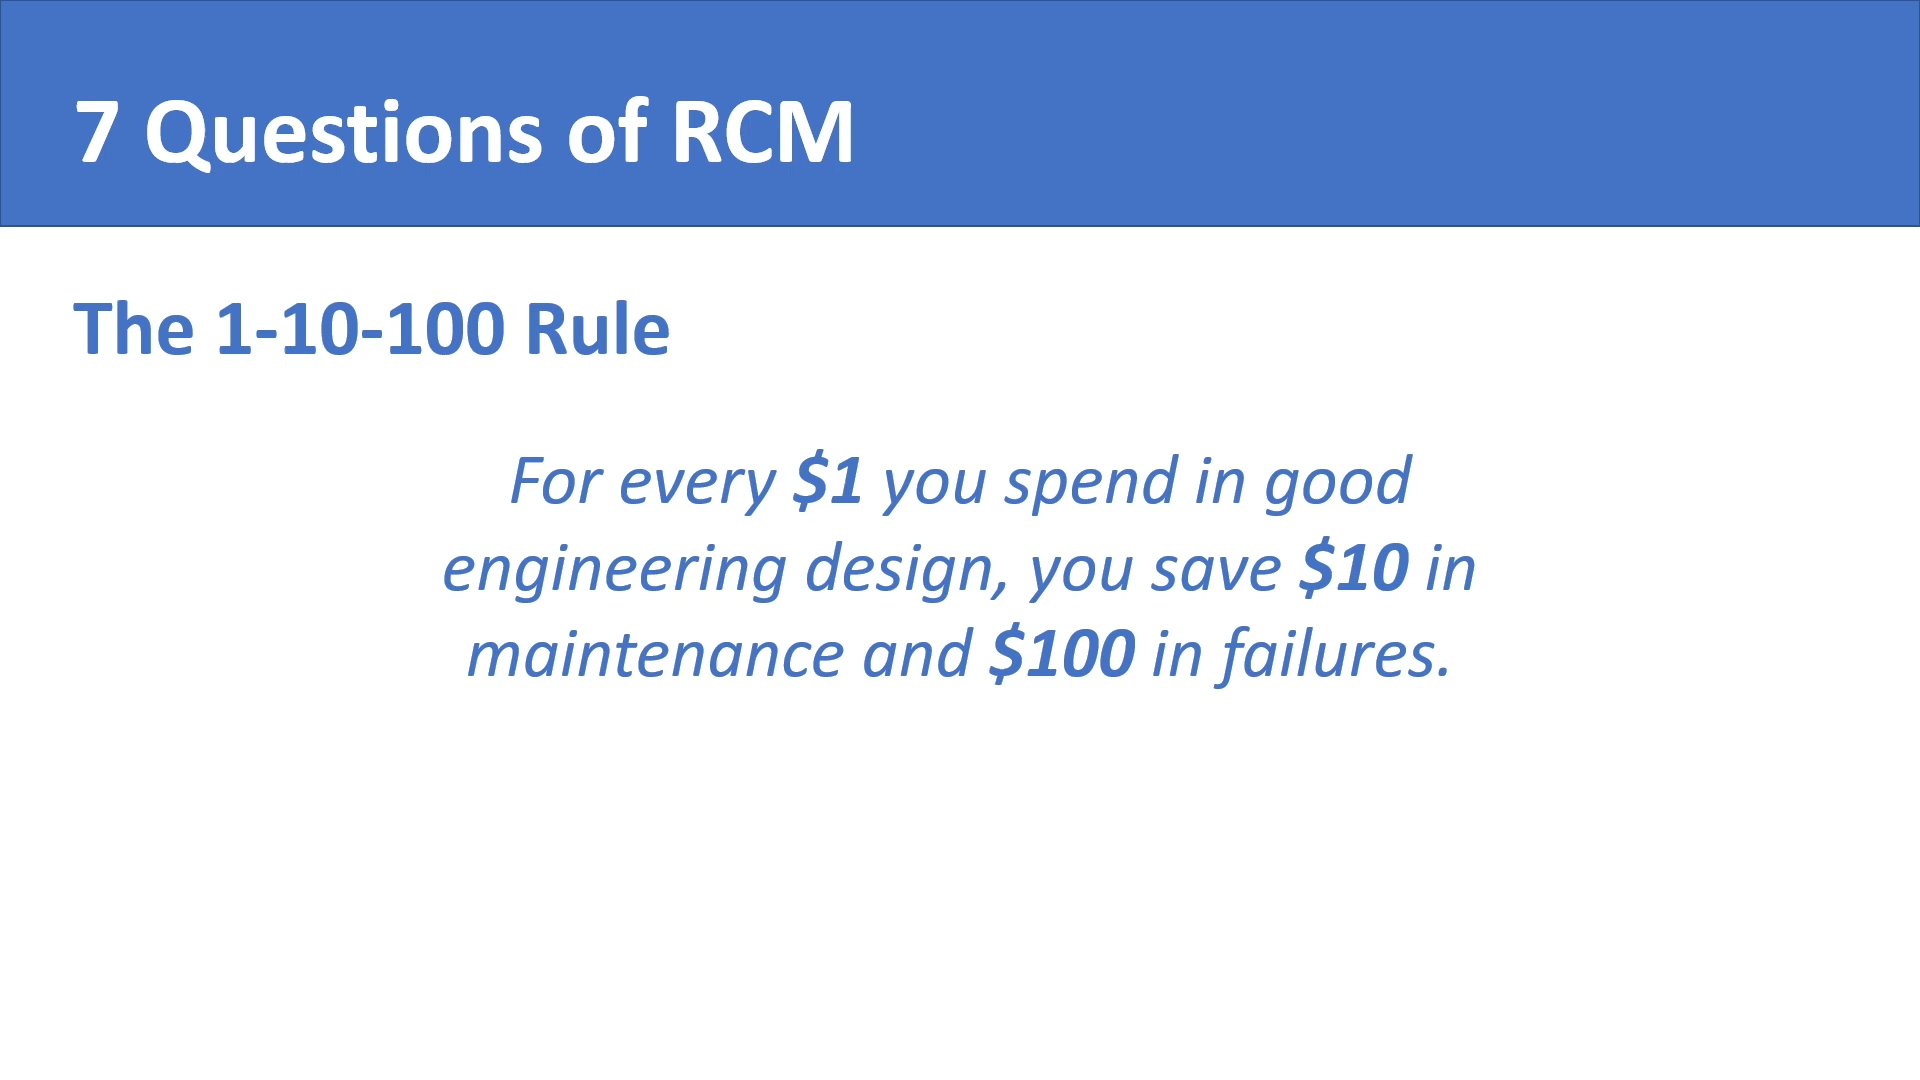 7 Questions of RCM
The 1-10-100 Rule
For every $1 you spend in good
engineering design, you save $10 in
maintenance and $100 in failures.